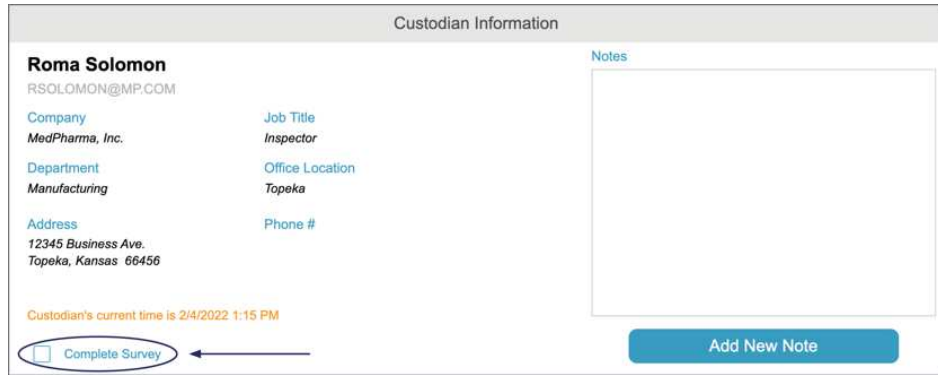 Custodian Information
Roma Solomon
RSOLOMON@MP.COM
Company
MedPharma, Inc.
Job Title
Inspector
Department
Manufacturing
Office Location
Topeka
Address
12345 Business Ave.
Topeka, Kansas 66456
Phone #
Custodian's current time is 2/4/2022 1:15 PM
Complete Survey
Notes
Add New Note